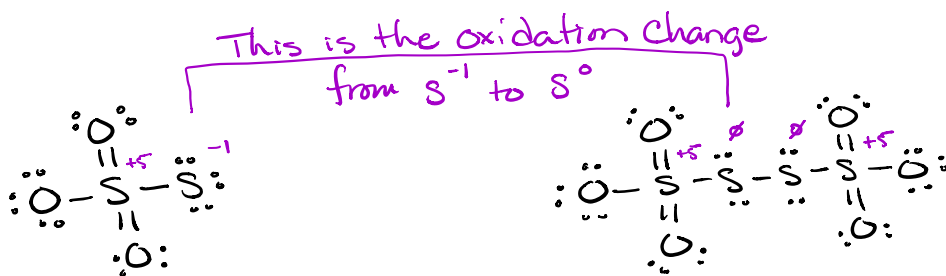 This is the oxidation change
from S⁻¹ to S⁰
O O O
+5 -1 +5 ∅ ∅ +5
O S S O S S S S O
O O O